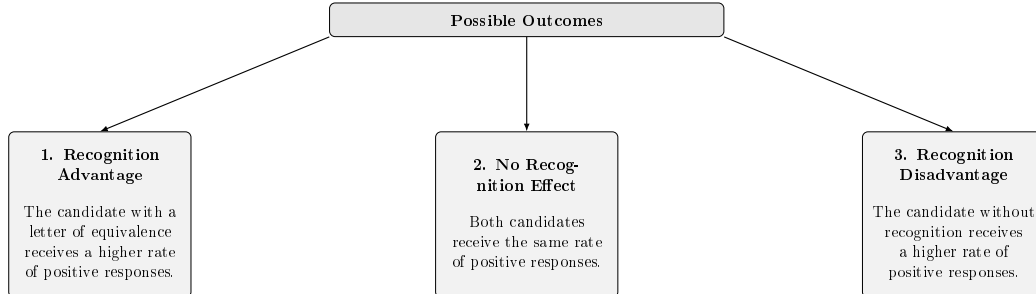 Possible Outcomes
1. Recognition
Advantage
The candidate with a
letter of equivalence
receives a higher rate
of positive responses.
2. No Recog-
nition Effect
Both candidates
receive the same rate
of positive responses.
3. Recognition
Disadvantage
The candidate without
recognition receives
a higher rate of
positive responses.